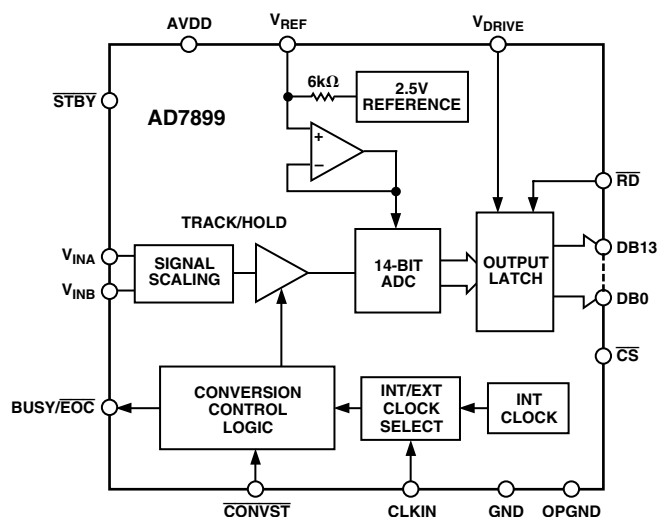 AVDD
VREF
VDRIVE
STBY
AD7899
6kΩ
2.5V
REFERENCE
+
−
RD
TRACK/HOLD
VINA
VINB
SIGNAL
SCALING
14-BIT
ADC
OUTPUT
LATCH
DB13
DB0
CS
BUSY/EOC
CONVERSION
CONTROL
LOGIC
INT/EXT
CLOCK
SELECT
INT
CLOCK
CONVST
CLKIN
GND
OPGND